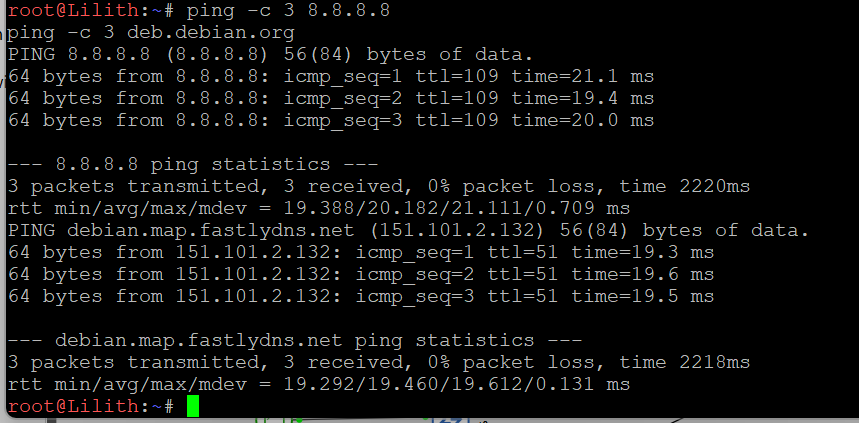 root@Lilith:~# ping -c 3 8.8.8.8
ping -c 3 deb.debian.org
PING 8.8.8.8 (8.8.8.8) 56(84) bytes of data.
64 bytes from 8.8.8.8: icmp_seq=1 ttl=109 time=21.1 ms
64 bytes from 8.8.8.8: icmp_seq=2 ttl=109 time=19.4 ms
64 bytes from 8.8.8.8: icmp_seq=3 ttl=109 time=20.0 ms
--- 8.8.8.8 ping statistics ---
3 packets transmitted, 3 received, 0% packet loss, time 2220ms
rtt min/avg/max/mdev = 19.388/20.182/21.111/0.709 ms
PING debian.map.fastlydns.net (151.101.2.132) 56(84) bytes of data.
64 bytes from 151.101.2.132: icmp_seq=1 ttl=51 time=19.3 ms
64 bytes from 151.101.2.132: icmp_seq=2 ttl=51 time=19.6 ms
64 bytes from 151.101.2.132: icmp_seq=3 ttl=51 time=19.5 ms
--- debian.map.fastlydns.net ping statistics ---
3 packets transmitted, 3 received, 0% packet loss, time 2218ms
rtt min/avg/max/mdev = 19.292/19.460/19.612/0.131 ms
root@Lilith:~#